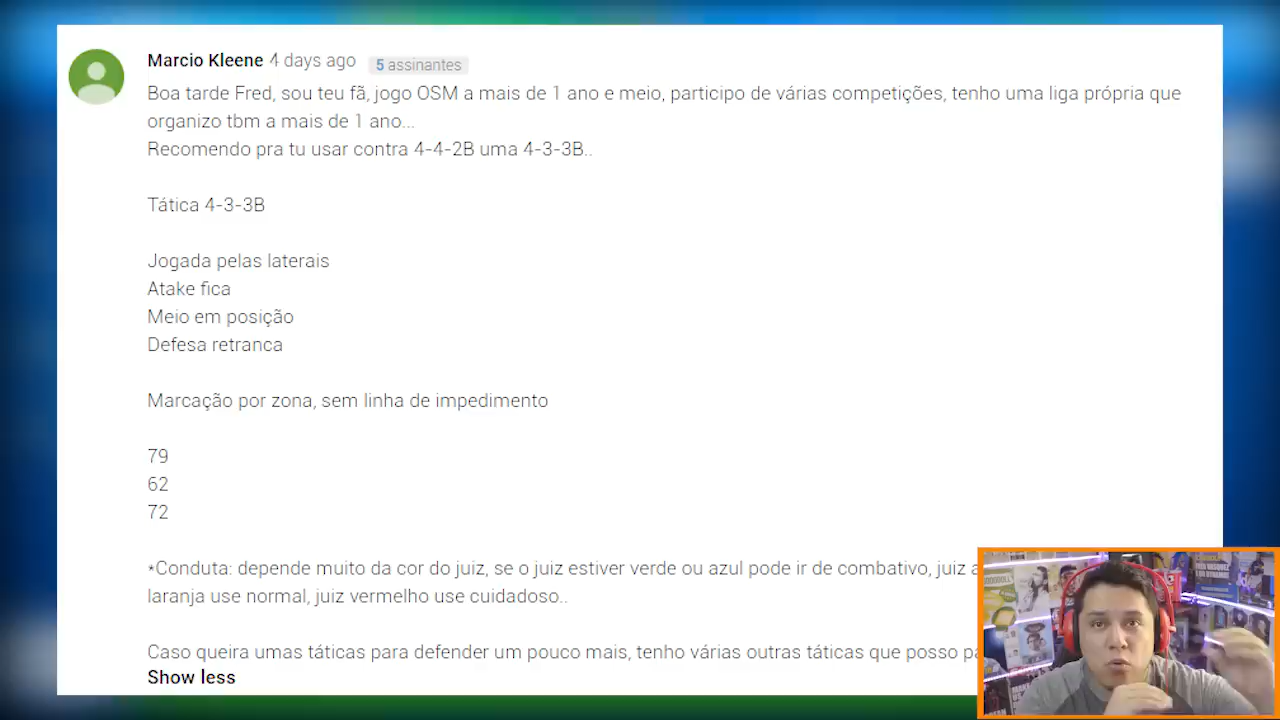 Marcio Kleene 4 days ago 5 assinantes
Boa tarde Fred, sou teu fã, jogo OSM a mais de 1 ano e meio, participo de várias competições, tenho uma liga própria que
organizo tbm a mais de 1 ano...
Recomendo pra tu usar contra 4-4-2B uma 4-3-3B..
Tática 4-3-3B
Jogada pelas laterais
Atake fica
Meio em posição
Defesa retranca
Marcação por zona, sem linha de impedimento
79
62
72
*Conduta: depende muito da cor do juiz, se o juiz estiver verde ou azul pode ir de combativo, juiz
laranja use normal, juiz vermelho use cuidadoso..
Caso queira umas táticas para defender um pouco mais, tenho várias outras táticas que posso
Show less